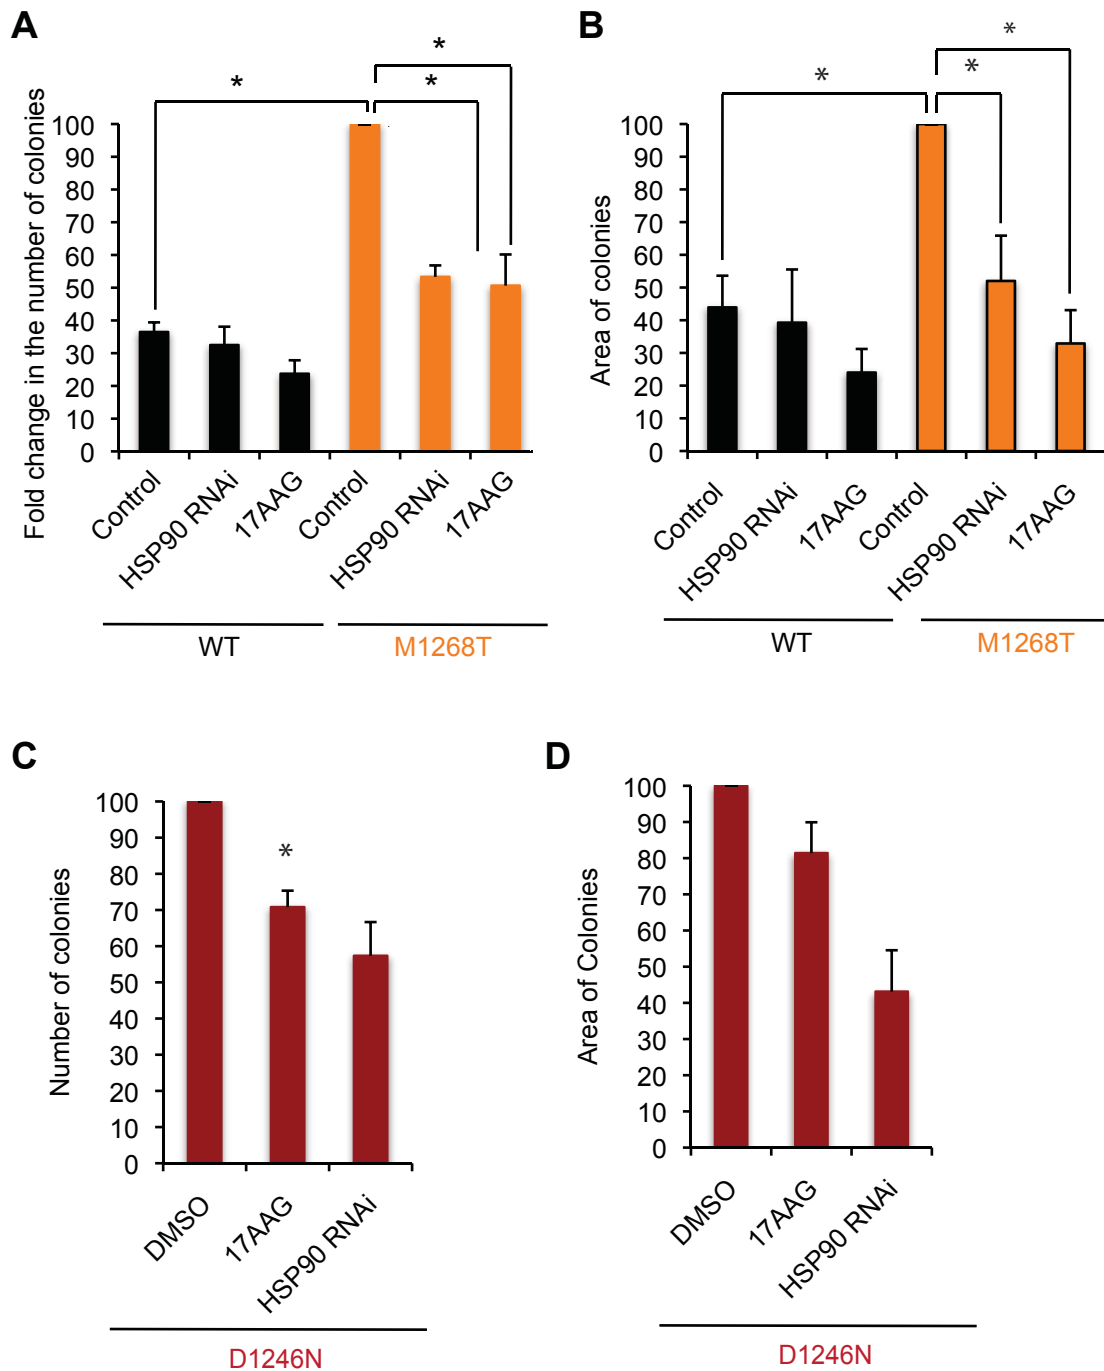 A
*
*
*
Fold change in the number of colonies
100
90
80
70
60
50
40
30
20
10
0
Control
HSP90 RNAi
17AAG
Control
HSP90 RNAi
17AAG
WT
M1268T
B
*
*
*
Area of colonies
100
90
80
70
60
50
40
30
20
10
0
Control
HSP90 RNAi
17AAG
Control
HSP90 RNAi
17AAG
WT
M1268T
C
Number of colonies
100
90
80
70
60
50
40
30
20
10
0
*
DMSO
17AAG
HSP90 RNAi
D1246N
D
Area of Colonies
100
90
80
70
60
50
40
30
20
10
0
DMSO
17AAG
HSP90 RNAi
D1246N